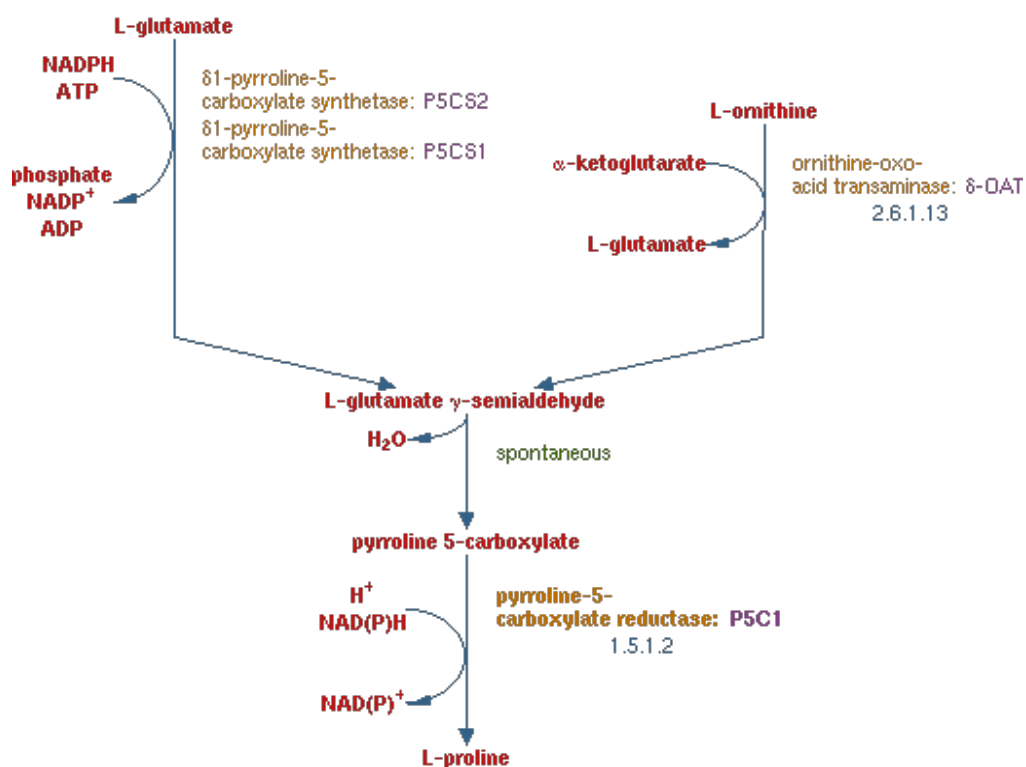 L-glutamate
NADPH
ATP
δ1-pyrroline-5-
carboxylate synthetase: P5CS2
δ1-pyrroline-5-
carboxylate synthetase: P5CS1
phosphate
NADP+
ADP
L-ornithine
α-ketoglutarate
ornithine-oxo-
acid transaminase: δ-OAT
2.6.1.13
L-glutamate
L-glutamate γ-semialdehyde
H2O
spontaneous
pyrroline 5-carboxylate
H+
NAD(P)H
pyrroline-5-
carboxylate reductase: P5C1
1.5.1.2
NAD(P)+
L-proline